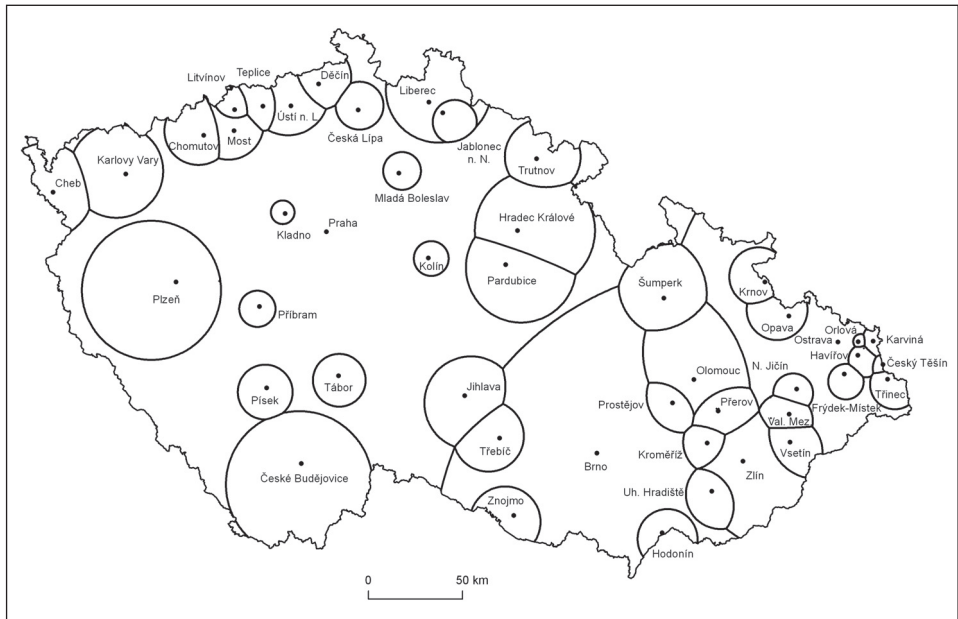 Děčín
Teplice
Litvínov
Liberec
Ústí n. L.
Most
Chomutov
Česká Lípa
Jablonec
n. N.
Karlovy Vary
Trutnov
Cheb
Mladá Boleslav
Hradec Králové
Praha
Kladno
Kolín
Pardubice
Šumperk
Krnov
Plzeň
Příbram
Opava
Orlová
Ostrava
Karviná
Havířov
Český Těšín
N. Jičín
Olomouc
Třinec
Jihlava
Tábor
Písek
Prostějov
Přerov
Frýdek-Místek
Val. Mez.
Třebíč
Kroměříž
Vsetín
Brno
Zlín
České Budějovice
Uh. Hradiště
Znojmo
Hodonín
0
50 km